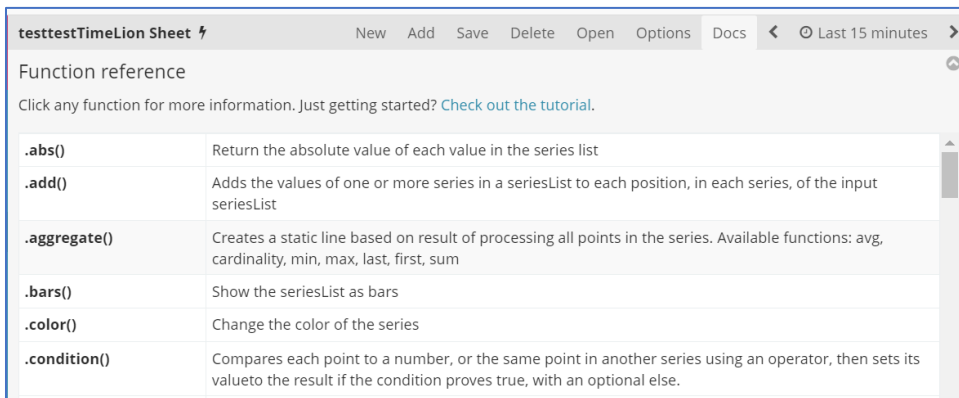 testtestTimeLion Sheet New Add Save Delete Open Options Docs Last 15 minutes
Function reference
Click any function for more information. Just getting started? Check out the tutorial.
.abs() Return the absolute value of each value in the series list
.add() Adds the values of one or more series in a seriesList to each position, in each series, of the input
seriesList
.aggregate() Creates a static line based on result of processing all points in the series. Available functions: avg,
cardinality, min, max, last, first, sum
.bars() Show the seriesList as bars
.color() Change the color of the series
.condition() Compares each point to a number, or the same point in another series using an operator, then sets its
valueto the result if the condition proves true, with an optional else.